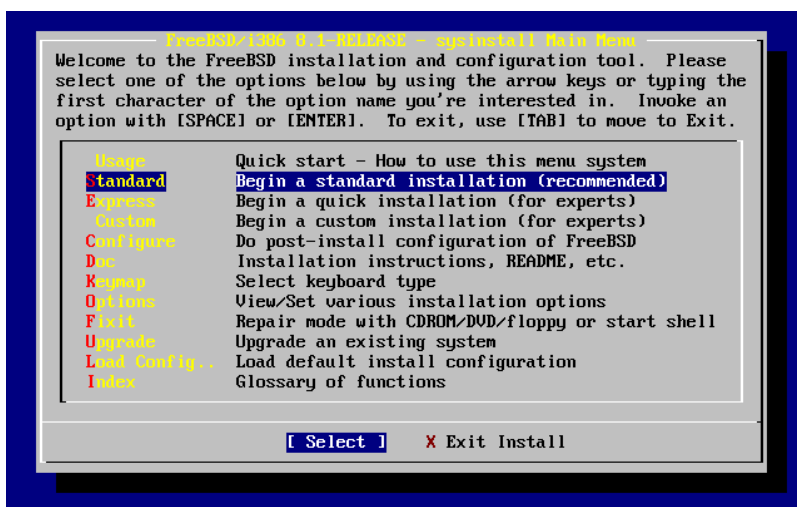 FreeBSD/i386 8.1-RELEASE - sysinstall Main Menu
Welcome to the FreeBSD installation and configuration tool.  Please
select one of the options below by using the arrow keys or typing the
first character of the option name you're interested in.  Invoke an
option with [SPACE] or [ENTER].  To exit, use [TAB] to move to Exit.
Usage Quick start - How to use this menu system
Standard Begin a standard installation (recommended)
Express Begin a quick installation (for experts)
Custom Begin a custom installation (for experts)
Configure Do post-install configuration of FreeBSD
Doc Installation instructions, README, etc.
Keymap Select keyboard type
Options View/Set various installation options
Fixit Repair mode with CDROM/DVD/floppy or start shell
Upgrade Upgrade an existing system
Load Config.. Load default install configuration
Index Glossary of functions
[ Select ] X Exit Install